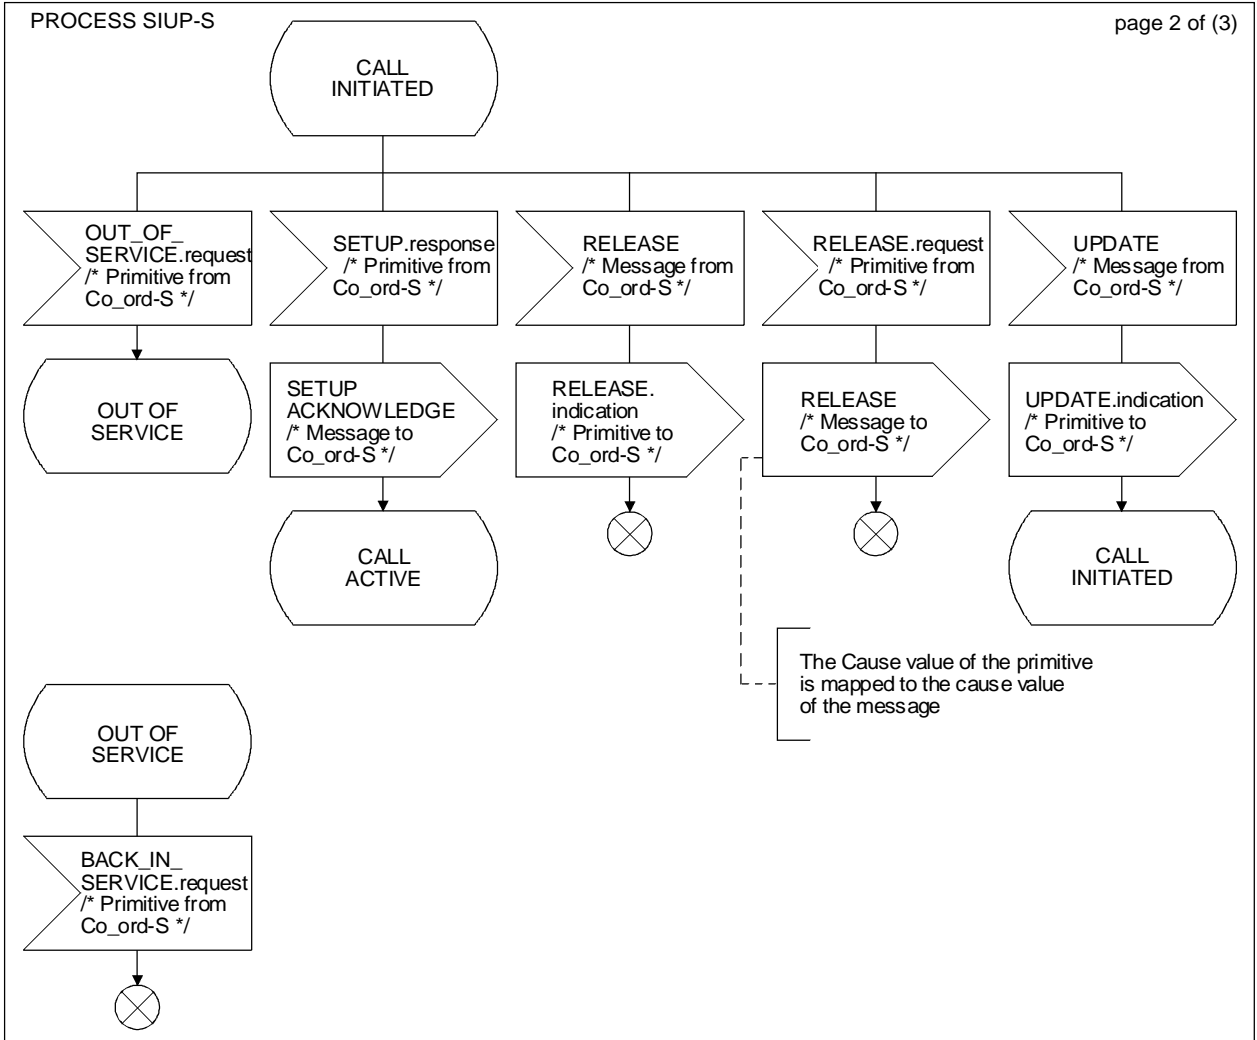 PROCESS SIUP-S
page 2 of (3)
CALL
INITIATED
OUT_OF_
SERVICE.request
/* Primitive from
Co_ord-S */
SETUP.response
/* Primitive from
Co_ord-S */
RELEASE
/* Message from
Co_ord-S */
RELEASE.request
/* Primitive from
Co_ord-S */
UPDATE
/* Message from
Co_ord-S */
OUT OF
SERVICE
SETUP
ACKNOWLEDGE
/* Message to
Co_ord-S */
RELEASE.
indication
/* Primitive to
Co_ord-S */
RELEASE
/* Message to
Co_ord-S */
UPDATE.indication
/* Primitive to
Co_ord-S */
CALL
ACTIVE
CALL
INITIATED
The Cause value of the primitive
is mapped to the cause value
of the message
OUT OF
SERVICE
BACK_IN_
SERVICE.request
/* Primitive from
Co_ord-S */